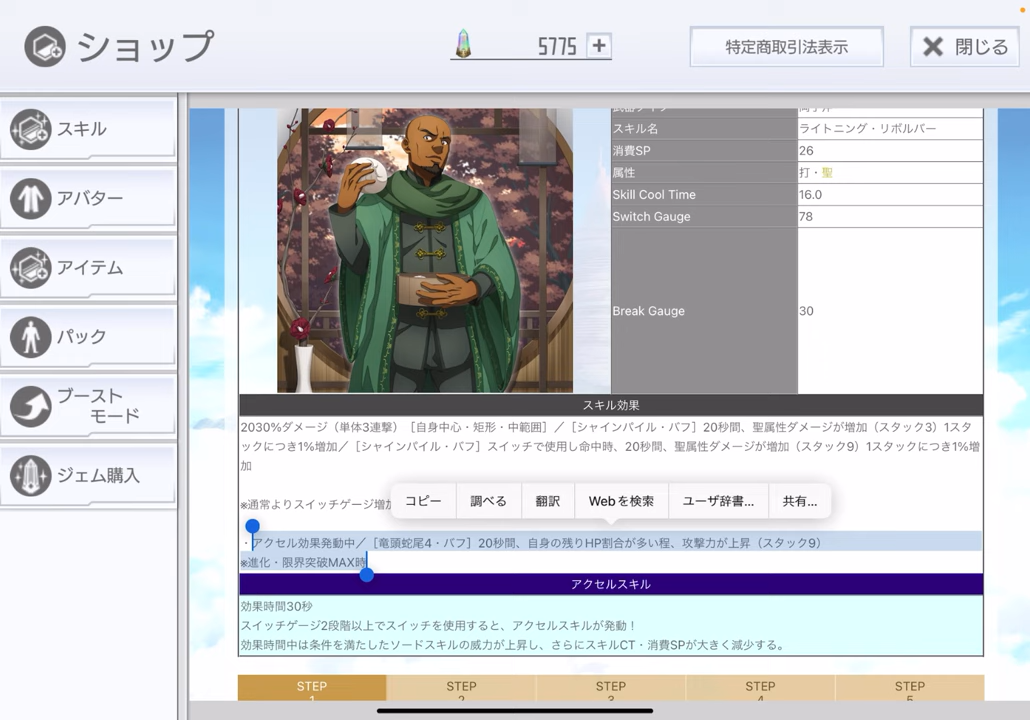 ショップ
5775
+
特定商取引法表示
閉じる
スキル
アバター
アイテム
パック
ブースト
モード
ジェム購入
スキル名
ライトニング・リボルバー
消費SP
26
属性
打・聖
Skill Cool Time
16.0
Switch Gauge
78
Break Gauge
30
スキル効果
2030%ダメージ（単体3連撃）［自身中心・矩形・中範囲］／［シャインパイル・バフ］20秒間、聖属性ダメージが増加（スタック3）1スタ
ックにつき1%増加／［シャインパイル・バフ］スイッチで使用し命中時、20秒間、聖属性ダメージが増加（スタック9）1スタックにつき1%増
加
※通常よりスイッチゲージ増加
コピー
調べる
翻訳
Webを検索
ユーザ辞書...
共有...
・アクセル効果発動中／［竜頭蛇尾4・バフ］20秒間、自身の残りHP割合が多い程、攻撃力が上昇（スタック9）
※進化・限界突破MAX時
アクセルスキル
効果時間30秒
スイッチゲージ2段階以上でスイッチを使用すると、アクセルスキルが発動！
効果時間中は条件を満たしたソードスキルの威力が上昇し、さらにスキルCT・消費SPが大きく減少する。
STEP
1
STEP
2
STEP
3
STEP
4
STEP
5